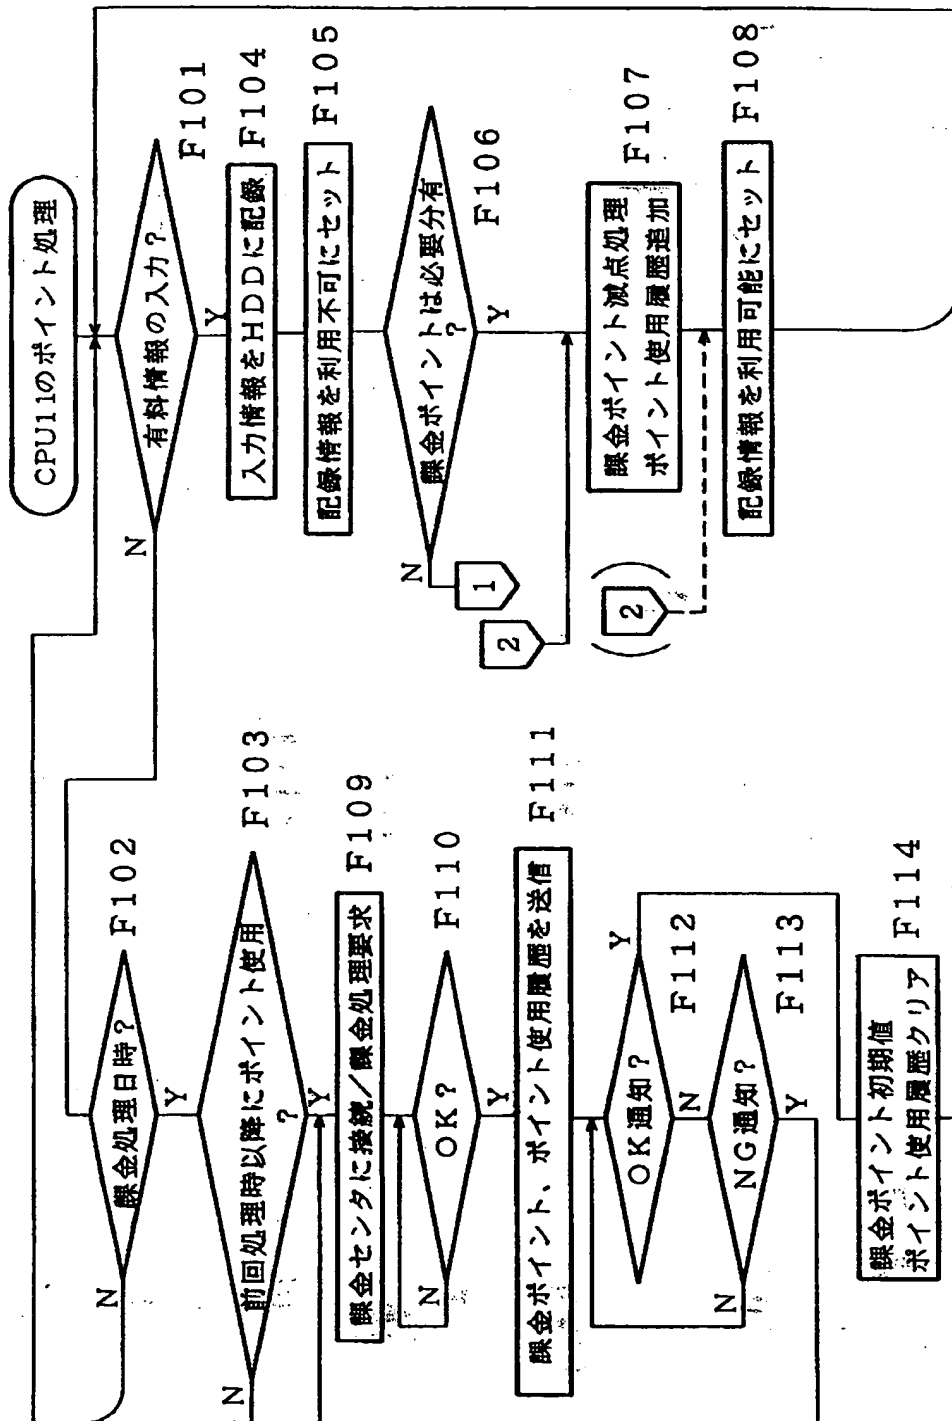 CPU11のポイント処理
有料情報の入力？
F101
N
Y
入力情報をHDDに記録
F104
記録情報を利用不可にセット
F105
課金ポイントは必要分有
？
F106
N
Y
1
2
課金ポイント減点処理
ポイント使用履歴追加
F107
(2)
記録情報を利用可能にセット
F108
課金処理日時？
F102
N
Y
前回処理時以降にポイント使用
？
F103
N
Y
課金センタに接続／課金処理要求
F109
OK？
F110
N
Y
課金ポイント、ポイント使用履歴を送信
F111
OK通知？
F112
Y
N
NG通知？
F113
N
Y
課金ポイント初期値
ポイント使用履歴クリア
F114